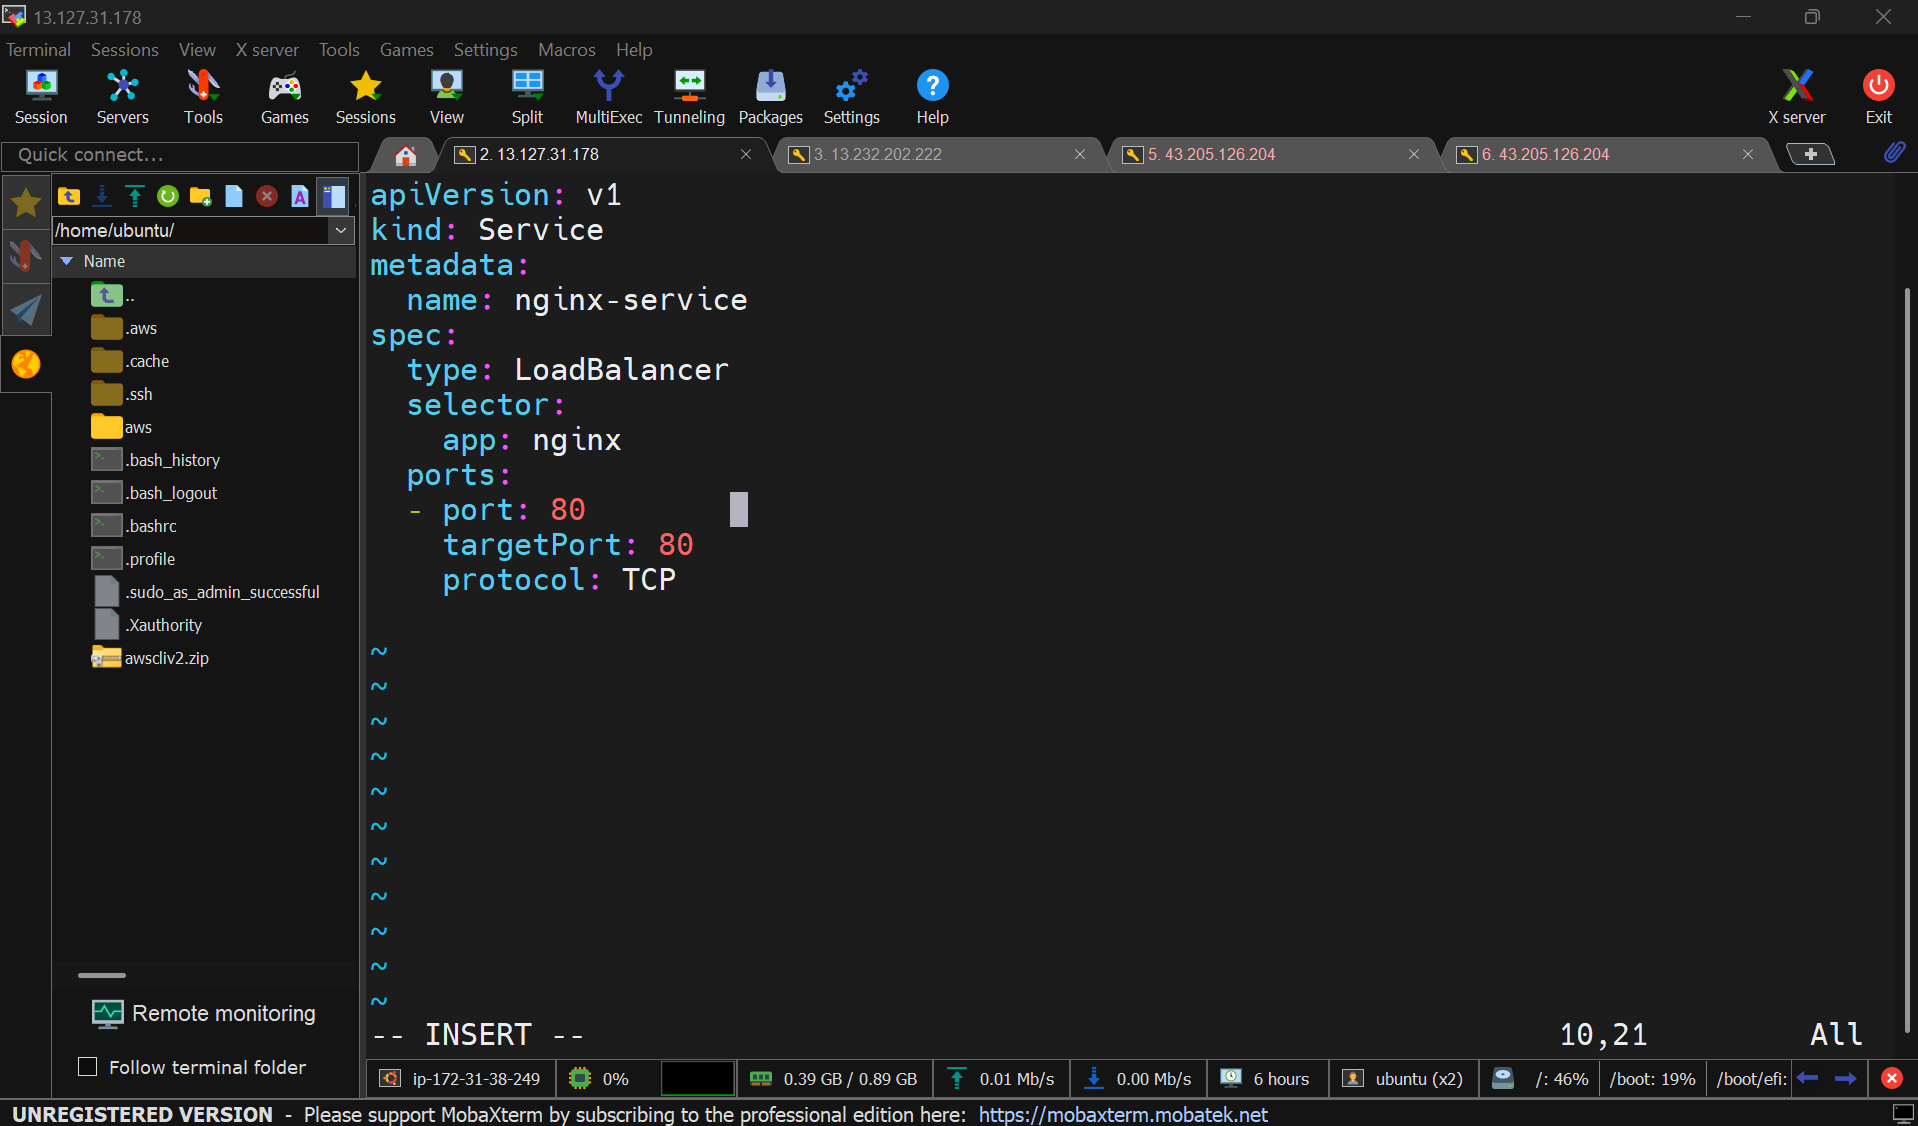 13.127.31.178
Terminal Sessions View X server Tools Games Settings Macros Help
Session Servers Tools Games Sessions View Split MultiExec Tunneling Packages Settings Help X server Exit
Quick connect...
2. 13.127.31.178
3. 13.232.202.222
5. 43.205.126.204
6. 43.205.126.204
/home/ubuntu/
Name
..
.aws
.cache
.ssh
aws
.bash_history
.bash_logout
.bashrc
.profile
.sudo_as_admin_successful
.Xauthority
awscliv2.zip
Remote monitoring
Follow terminal folder
apiVersion: v1
kind: Service
metadata:
  name: nginx-service
spec:
  type: LoadBalancer
  selector:
    app: nginx
  ports:
  - port: 80
    targetPort: 80
    protocol: TCP
~
~
~
~
~
~
~
~
~
~
~
-- INSERT -- 10,21 All
ip-172-31-38-249 0% 0.39 GB / 0.89 GB 0.01 Mb/s 0.00 Mb/s 6 hours ubuntu (x2) /: 46% /boot: 19% /boot/efi:
UNREGISTERED VERSION - Please support MobaXterm by subscribing to the professional edition here: https://mobaxterm.mobatek.net